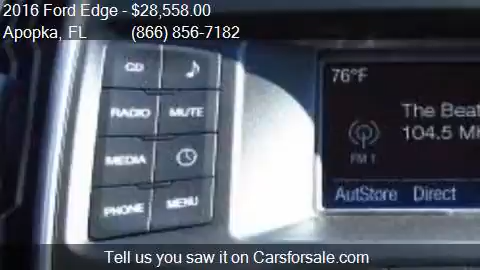 2016 Ford Edge - $28,558.00
Apopka, FL (866) 856-7182
CD
RADIO MUTE
MEDIA
PHONE MENU
76°F
The Beat
104.5
FM 1
AutStore Direct
Tell us you saw it on Carsforsale.com